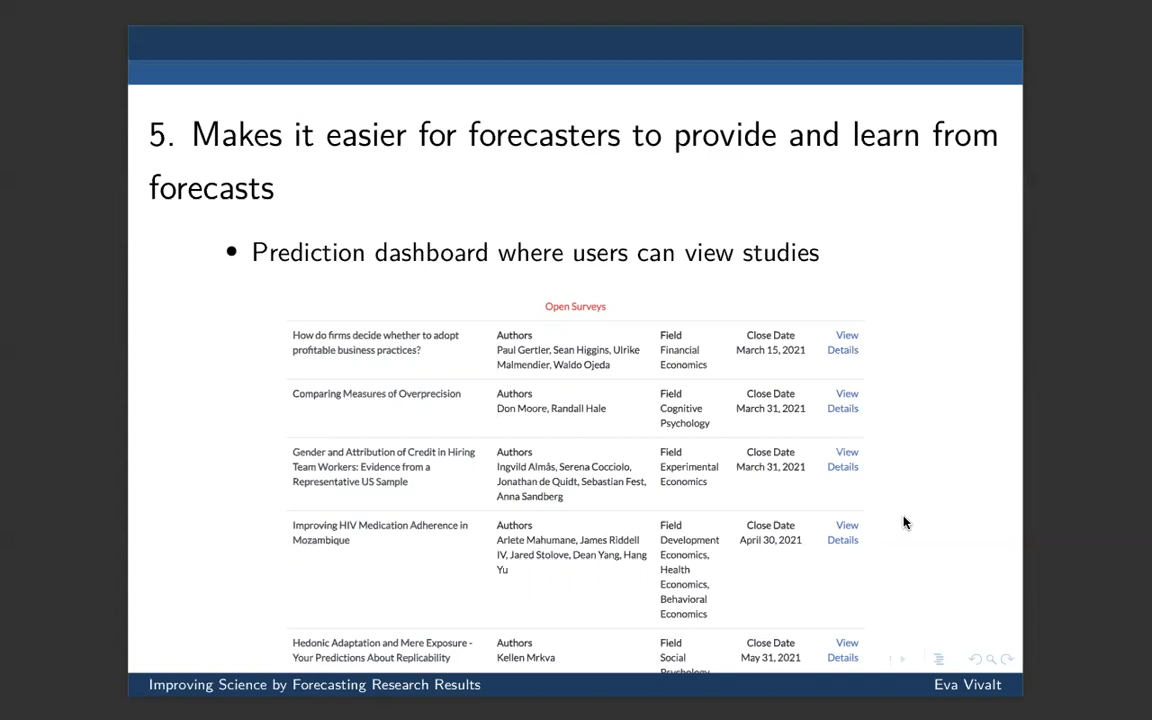 5. Makes it easier for forecasters to provide and learn from
forecasts
• Prediction dashboard where users can view studies
Open Surveys
How do firms decide whether to adopt
profitable business practices?
Authors
Paul Gertler, Sean Higgins, Ulrike
Malmendier, Waldo Ojeda
Field
Financial
Economics
Close Date
March 15, 2021
View
Details
Comparing Measures of Overprecision
Authors
Don Moore, Randall Hale
Field
Cognitive
Psychology
Close Date
March 31, 2021
View
Details
Gender and Attribution of Credit in Hiring
Team Workers: Evidence from a
Representative US Sample
Authors
Ingvild Almås, Serena Cocciolo,
Jonathan de Quidt, Sebastian Fest,
Anna Sandberg
Field
Experimental
Economics
Close Date
March 31, 2021
View
Details
Improving HIV Medication Adherence in
Mozambique
Authors
Arlete Mahumane, James Riddell
IV, Jared Stolove, Dean Yang, Hang
Yu
Field
Development
Economics,
Health
Economics,
Behavioral
Economics
Close Date
April 30, 2021
View
Details
Hedonic Adaptation and Mere Exposure -
Your Predictions About Replicability
Authors
Kellen Mrkva
Field
Social
Psychology
Close Date
May 31, 2021
View
Details
Improving Science by Forecasting Research Results
Eva Vivalt